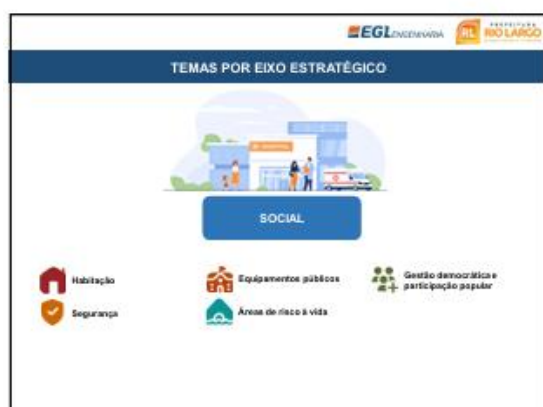 EGL ENGENHARIA
RL
PREFEITURA
RIO LARGO
TEMAS POR EIXO ESTRATÉGICO
HOSPITAL
SOCIAL
Habitação
Equipamentos públicos
Gestão democrática e
participação popular
Segurança
Áreas de risco à vida